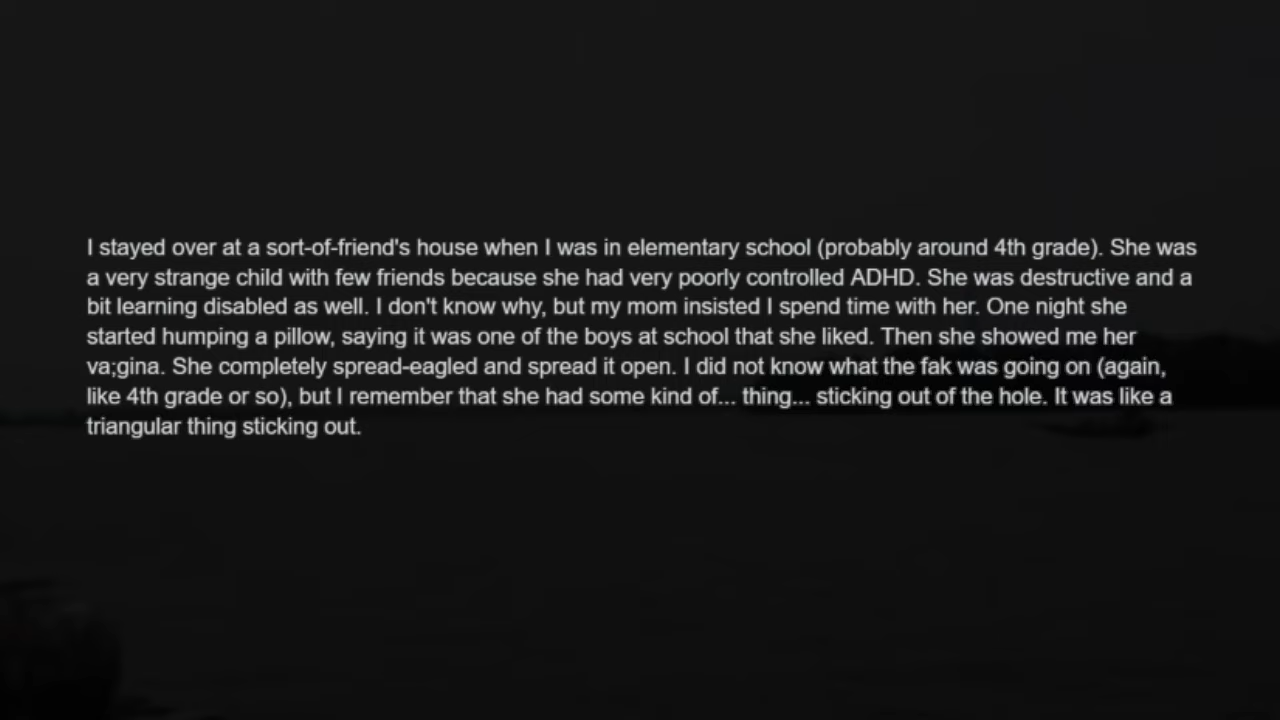 I stayed over at a sort-of-friend's house when I was in elementary school (probably around 4th grade). She was
a very strange child with few friends because she had very poorly controlled ADHD. She was destructive and a
bit learning disabled as well. I don't know why, but my mom insisted I spend time with her. One night she
started humping a pillow, saying it was one of the boys at school that she liked. Then she showed me her
va;gina. She completely spread-eagled and spread it open. I did not know what the fak was going on (again,
like 4th grade or so), but I remember that she had some kind of... thing... sticking out of the hole. It was like a
triangular thing sticking out.